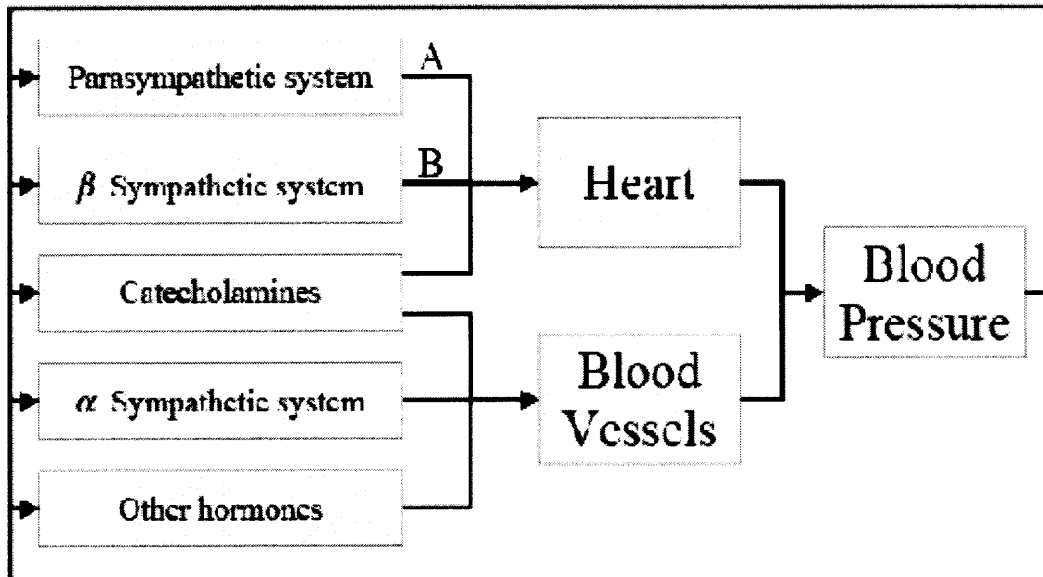 Parasympathetic system
A
β Sympathetic system
B
Catecholamines
α Sympathetic system
Other hormones
Heart
Blood
Vessels
Blood
Pressure